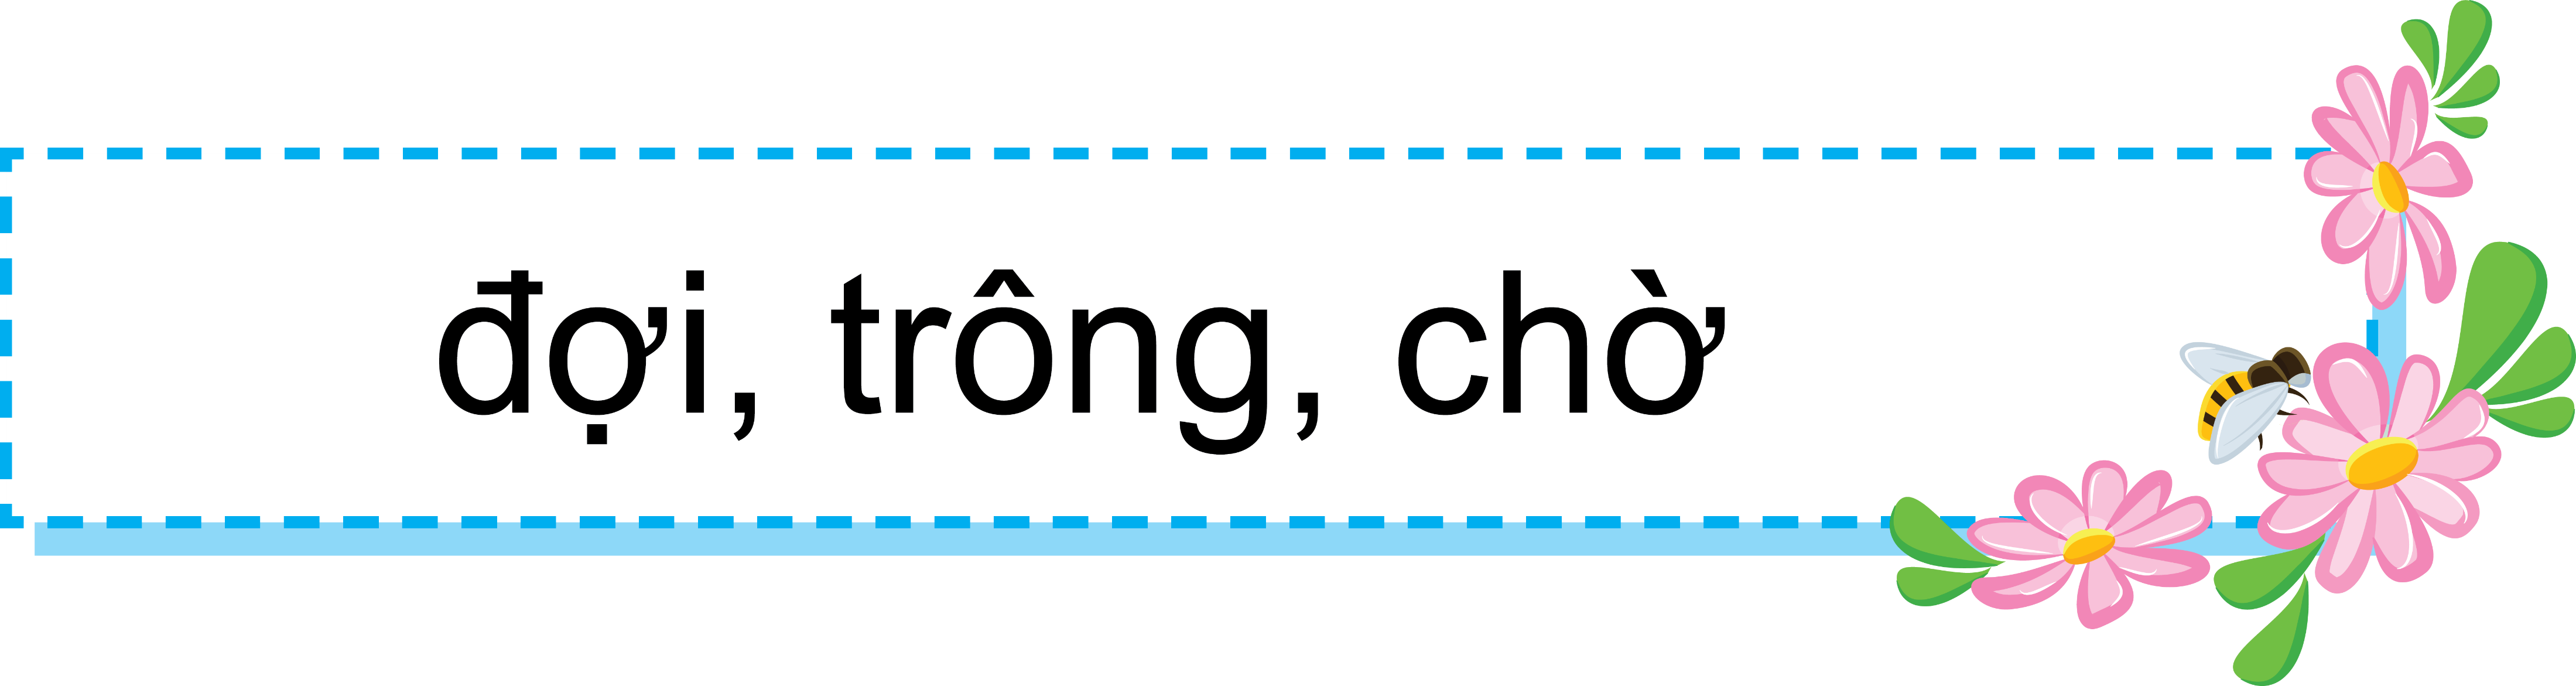 đợi, trông, chờ